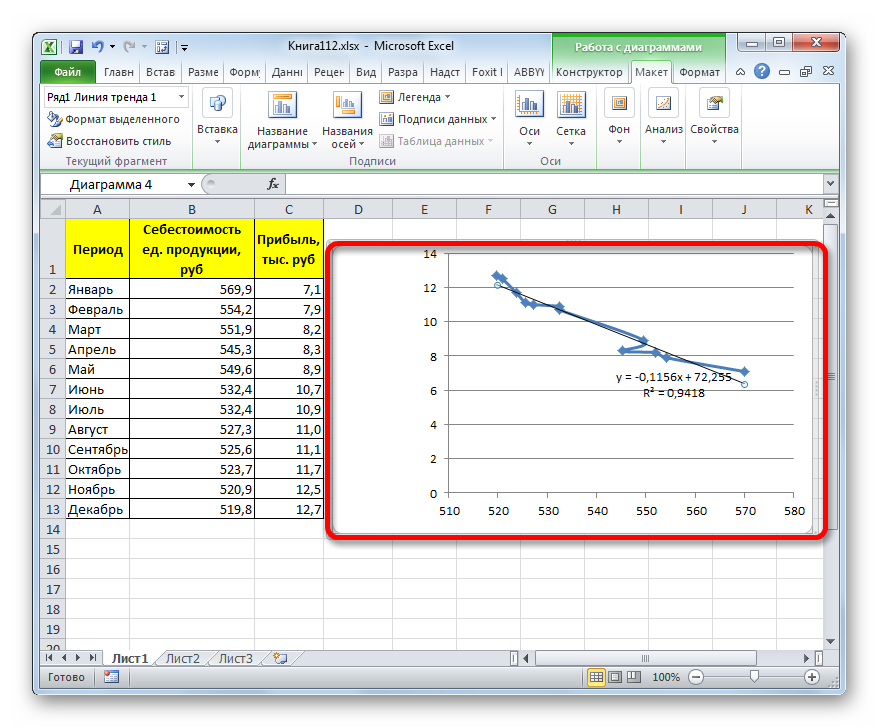 Книга112.xlsx - Microsoft Excel
Работа с диаграммами
Файл Главн Встав Разме Форму Данны Рецен Вид Разра Надст Foxit I ABBYY Конструктор Макет Формат
Ряд1 Линия тренда 1
Формат выделенного
Восстановить стиль
Текущий фрагмент
Вставка
Название диаграммы
Названия осей
Легенда
Подписи данных
Таблица данных
Подписи
Оси
Сетка
Оси
Фон
Анализ
Свойства
Диаграмма 4
fx
A B C D E F G H I J K
1 Период Себестоимость ед. продукции, руб Прибыль, тыс. руб
2 Январь 569,9 7,1
3 Февраль 554,2 7,9
4 Март 551,9 8,2
5 Апрель 545,3 8,3
6 Май 549,6 8,9
7 Июнь 532,4 10,7
8 Июль 532,4 10,9
9 Август 527,3 11,0
10 Сентябрь 525,6 11,1
11 Октябрь 523,7 11,7
12 Ноябрь 520,9 12,5
13 Декабрь 519,8 12,7
14
15
16
17
18
19
20
14
12
10
8
6
4
2
0
510 520 530 540 550 560 570 580
y = -0,1156x + 72,255
R² = 0,9418
Лист1 Лист2 Лист3
Готово
100%